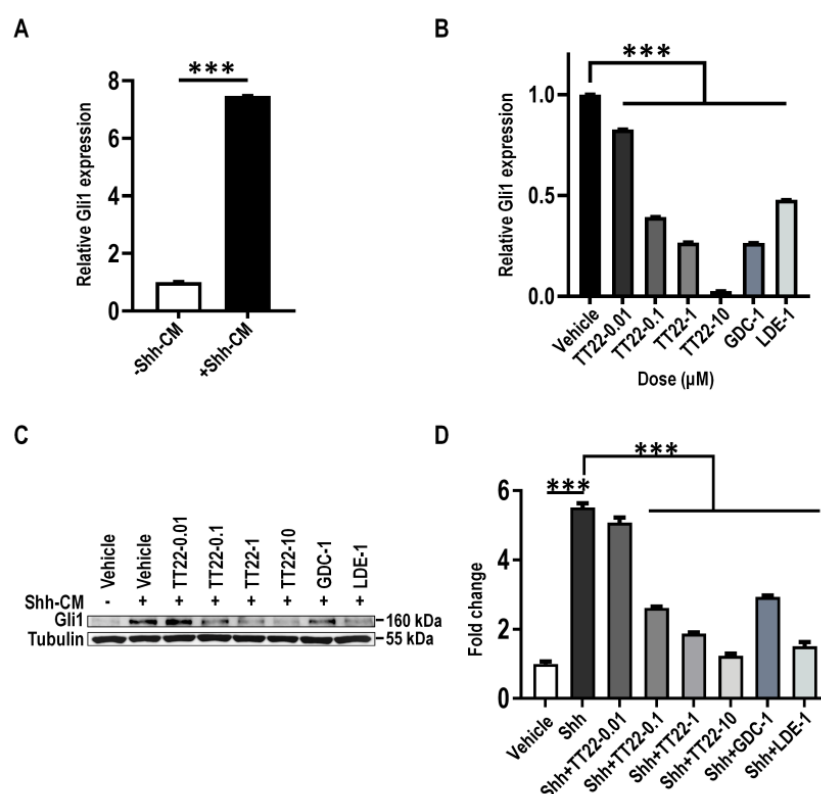 A
***
Relative Gli1 expression
8
6
4
2
0
-Shh-CM
+Shh-CM
B
***
Relative Gli1 expression
1.0
0.5
0.0
Vehicle
TT22-0.01
TT22-0.1
TT22-1
TT22-10
GDC-1
LDE-1
Dose (µM)
C
Vehicle
Vehicle
TT22-0.01
TT22-0.1
TT22-1
TT22-10
GDC-1
LDE-1
Shh-CM - + + + + + + +
Gli1 160 kDa
Tubulin 55 kDa
D
***
***
Fold change
6
4
2
0
Vehicle
Shh
Shh+TT22-0.01
Shh+TT22-0.1
Shh+TT22-1
Shh+TT22-10
Shh+GDC-1
Shh+LDE-1